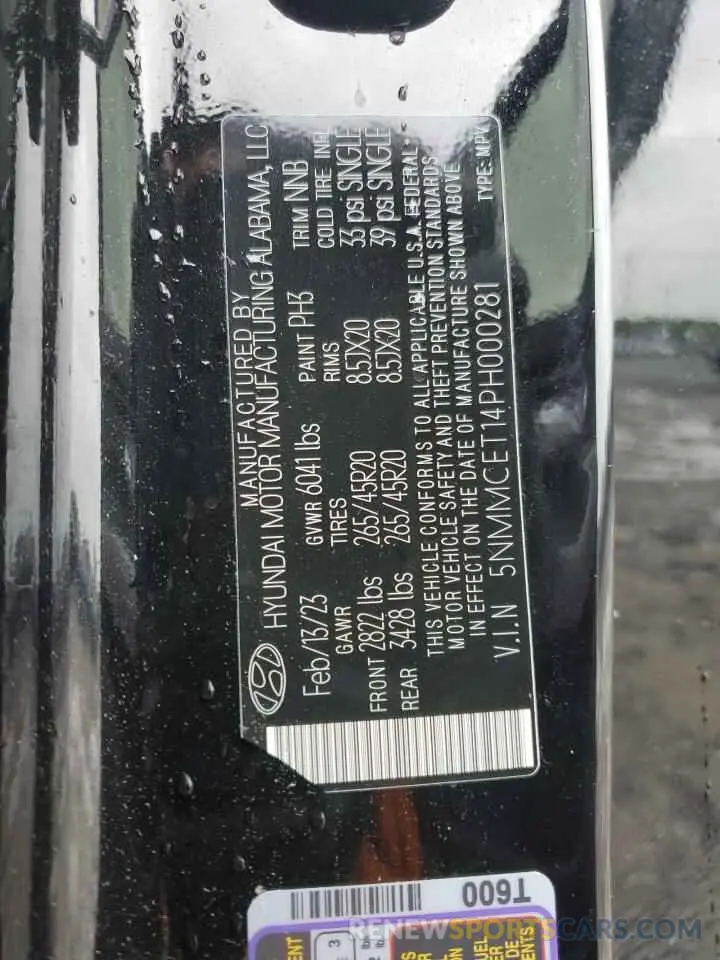 MANUFACTURED BY
HYUNDAI MOTOR MANUFACTURING ALABAMA, LLC
Feb/13/23 GVWR 6041 lbs PAINT PH3 TRIM NNB
GAWR TIRES RIMS COLD TIRE INFL
FRONT 2822 lbs 265/45R20 8.5JX20 33 psi SINGLE
REAR 3428 lbs 265/45R20 8.5JX20 39 psi SINGLE
THIS VEHICLE CONFORMS TO ALL APPLICABLE U.S.A. FEDERAL
MOTOR VEHICLE SAFETY AND THEFT PREVENTION STANDARDS
IN EFFECT ON THE DATE OF MANUFACTURE SHOWN ABOVE
V.I.N 5NMMCET14PH000281 TYPE: MPV
T600
RENEWSPORTSCARS.COM